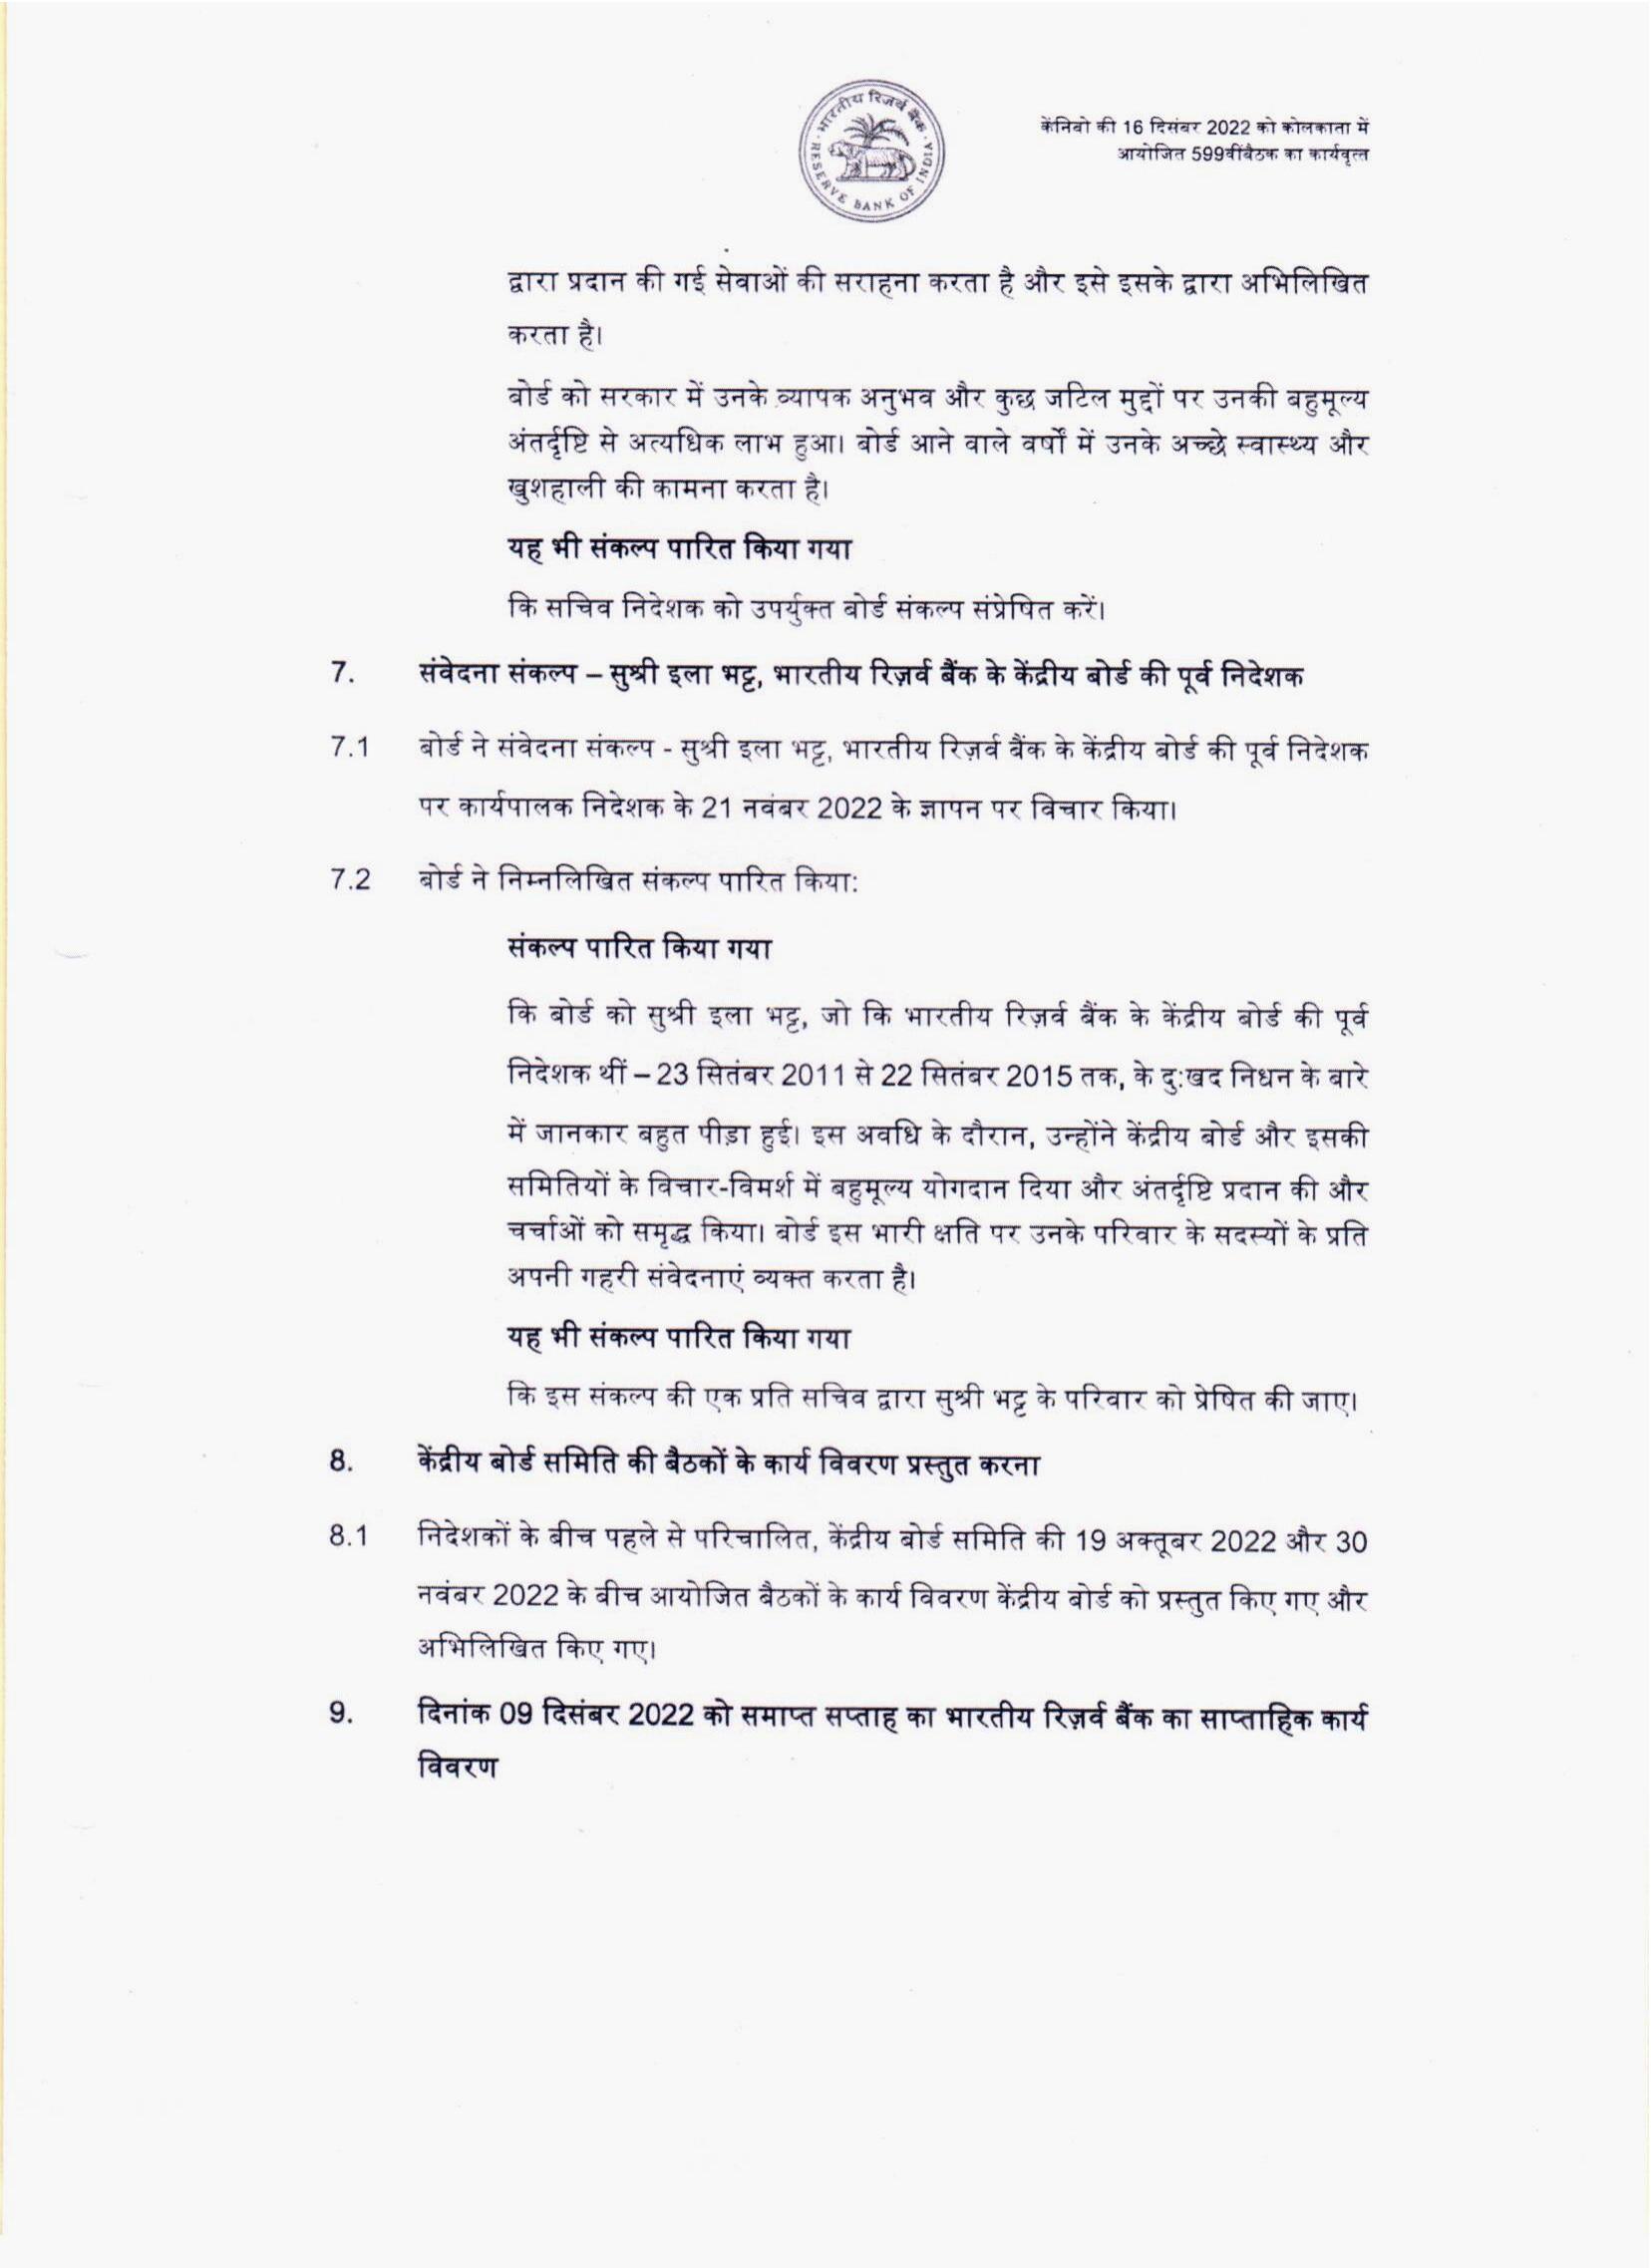 भारतीय रिज़र्व बैंक
RESERVE BANK OF INDIA
केंनिबो की 16 दिसंबर 2022 को कोलकाता में
आयोजित 599वींबैठक का कार्यवृत्त
द्वारा प्रदान की गई सेवाओं की सराहना करता है और इसे इसके द्वारा अभिलिखित
करता है।
बोर्ड को सरकार में उनके व्यापक अनुभव और कुछ जटिल मुद्दों पर उनकी बहुमूल्य
अंतर्दृष्टि से अत्यधिक लाभ हुआ। बोर्ड आने वाले वर्षों में उनके अच्छे स्वास्थ्य और
खुशहाली की कामना करता है।
यह भी संकल्प पारित किया गया
कि सचिव निदेशक को उपर्युक्त बोर्ड संकल्प संप्रेषित करें।
7. संवेदना संकल्प – सुश्री इला भट्ट, भारतीय रिज़र्व बैंक के केंद्रीय बोर्ड की पूर्व निदेशक
7.1 बोर्ड ने संवेदना संकल्प - सुश्री इला भट्ट, भारतीय रिज़र्व बैंक के केंद्रीय बोर्ड की पूर्व निदेशक
पर कार्यपालक निदेशक के 21 नवंबर 2022 के ज्ञापन पर विचार किया।
7.2 बोर्ड ने निम्नलिखित संकल्प पारित किया:
संकल्प पारित किया गया
कि बोर्ड को सुश्री इला भट्ट, जो कि भारतीय रिज़र्व बैंक के केंद्रीय बोर्ड की पूर्व
निदेशक थीं – 23 सितंबर 2011 से 22 सितंबर 2015 तक, के दु:खद निधन के बारे
में जानकार बहुत पीड़ा हुई। इस अवधि के दौरान, उन्होंने केंद्रीय बोर्ड और इसकी
समितियों के विचार-विमर्श में बहुमूल्य योगदान दिया और अंतर्दृष्टि प्रदान की और
चर्चाओं को समृद्ध किया। बोर्ड इस भारी क्षति पर उनके परिवार के सदस्यों के प्रति
अपनी गहरी संवेदनाएं व्यक्त करता है।
यह भी संकल्प पारित किया गया
कि इस संकल्प की एक प्रति सचिव द्वारा सुश्री भट्ट के परिवार को प्रेषित की जाए।
8. केंद्रीय बोर्ड समिति की बैठकों के कार्य विवरण प्रस्तुत करना
8.1 निदेशकों के बीच पहले से परिचालित, केंद्रीय बोर्ड समिति की 19 अक्तूबर 2022 और 30
नवंबर 2022 के बीच आयोजित बैठकों के कार्य विवरण केंद्रीय बोर्ड को प्रस्तुत किए गए और
अभिलिखित किए गए।
9. दिनांक 09 दिसंबर 2022 को समाप्त सप्ताह का भारतीय रिज़र्व बैंक का साप्ताहिक कार्य
विवरण